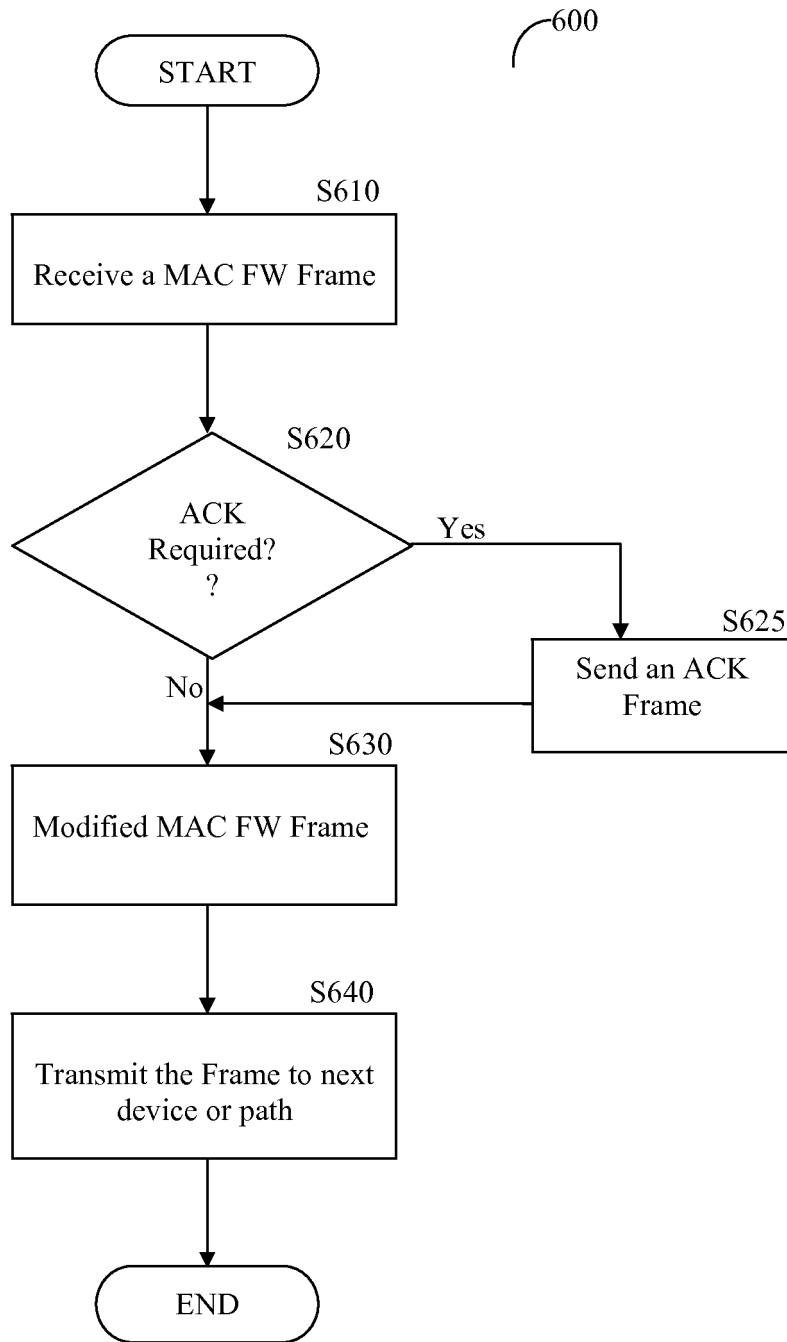 600
START
S610
Receive a MAC FW Frame
S620
ACK
Required?
?
Yes
S625
Send an ACK
Frame
No
S630
Modified MAC FW Frame
S640
Transmit the Frame to next
device or path
END